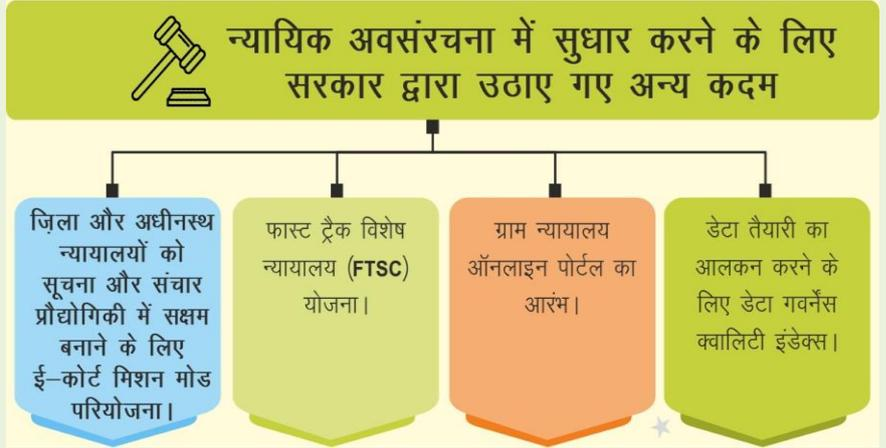 न्यायिक अवसंरचना में सुधार करने के लिए
सरकार द्वारा उठाए गए अन्य कदम
ज़िला और अधीनस्थ
न्यायालयों को
सूचना और संचार
प्रौद्योगिकी में सक्षम
बनाने के लिए
ई–कोर्ट मिशन मोड
परियोजना।
फास्ट ट्रैक विशेष
न्यायालय (FTSC)
योजना।
ग्राम न्यायालय
ऑनलाइन पोर्टल का
आरंभ।
डेटा तैयारी का
आलकन करने के
लिए डेटा गवर्नेंस
क्वालिटी इंडेक्स।